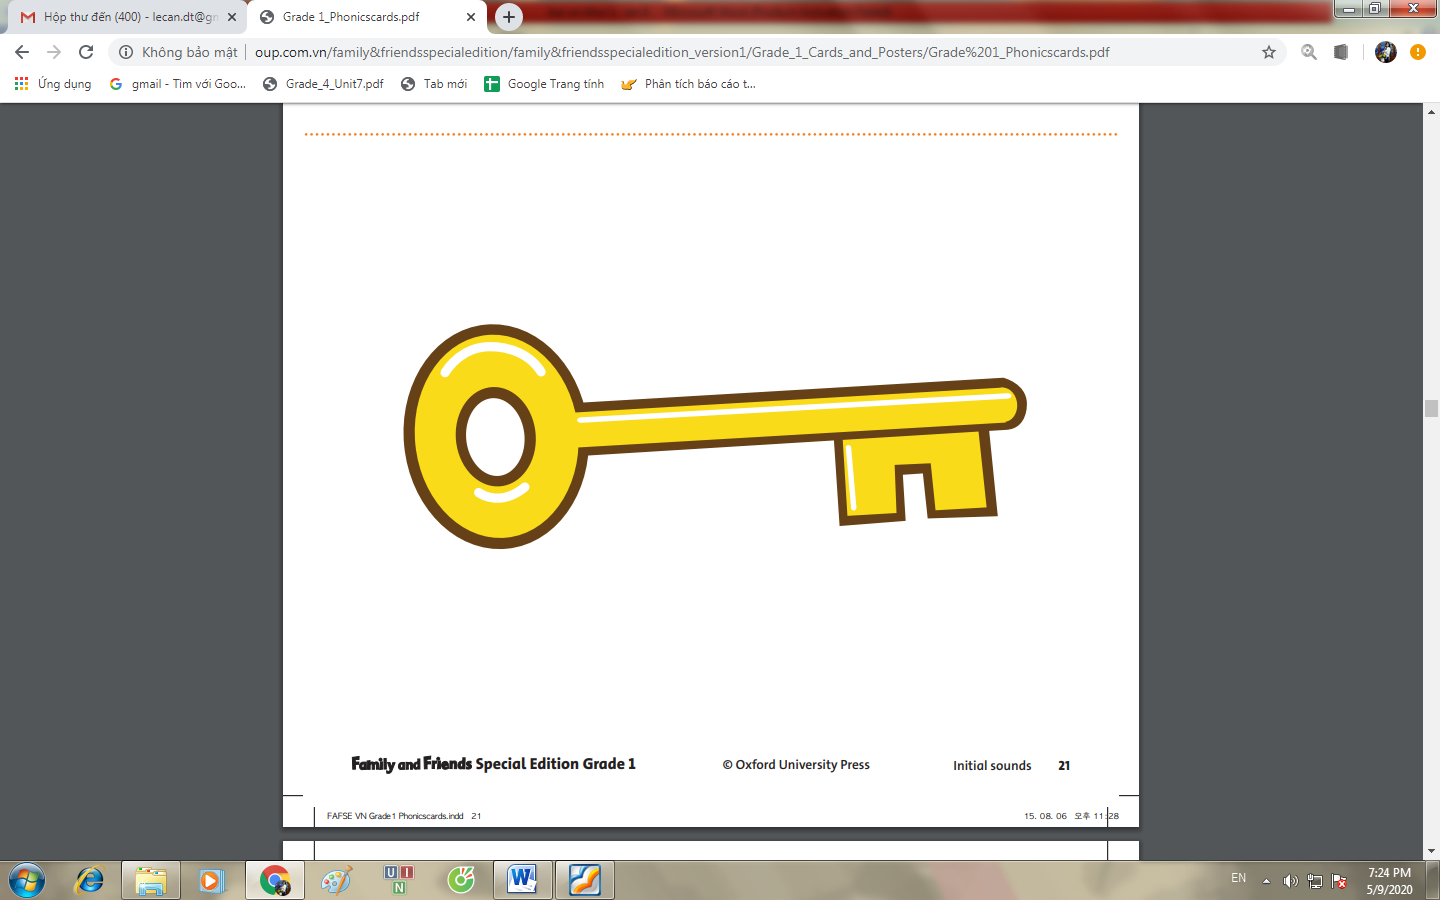 Hộp thư đến (400) - lecan.dt@gm
Grade 1_Phonicscards.pdf
Không bảo mật
oup.com.vn/family&friendsspecialedition/family&friendsspecialedition_version1/Grade_1_Cards_and_Posters/Grade%201_Phonicscards.pdf
Ứng dụng
gmail - Tìm với Goo...
Grade_4_Unit7.pdf
Tab mới
Google Trang tính
Phân tích báo cáo t...
Family and Friends Special Edition Grade 1
© Oxford University Press
Initial sounds 21
FAFSE VN Grade1 Phonicscards.indd 21
15. 08. 06 오후 11:28
U I N
EN
7:24 PM
5/9/2020